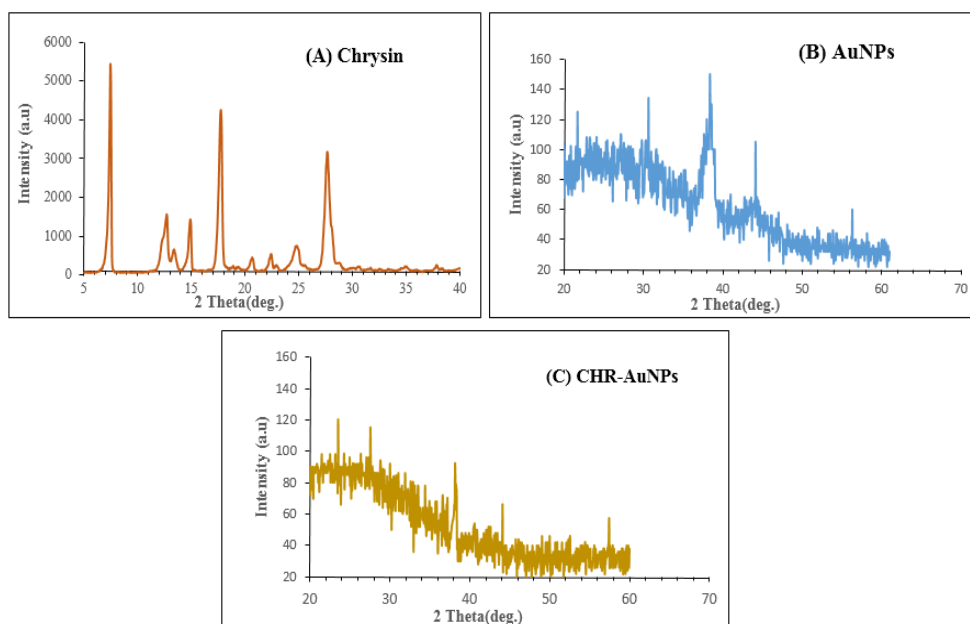 (A) Chrysin
6000
5000
4000
3000
2000
1000
0
5 10 15 20 25 30 35 40
Intensity (a.u)
2 Theta(deg.)
(B) AuNPs
160
140
120
100
80
60
40
20
20 30 40 50 60 70
Intensity (a.u)
2 Theta(deg.)
(C) CHR-AuNPs
160
140
120
100
80
60
40
20
20 30 40 50 60 70
Intensity (a.u)
2 Theta(deg.)